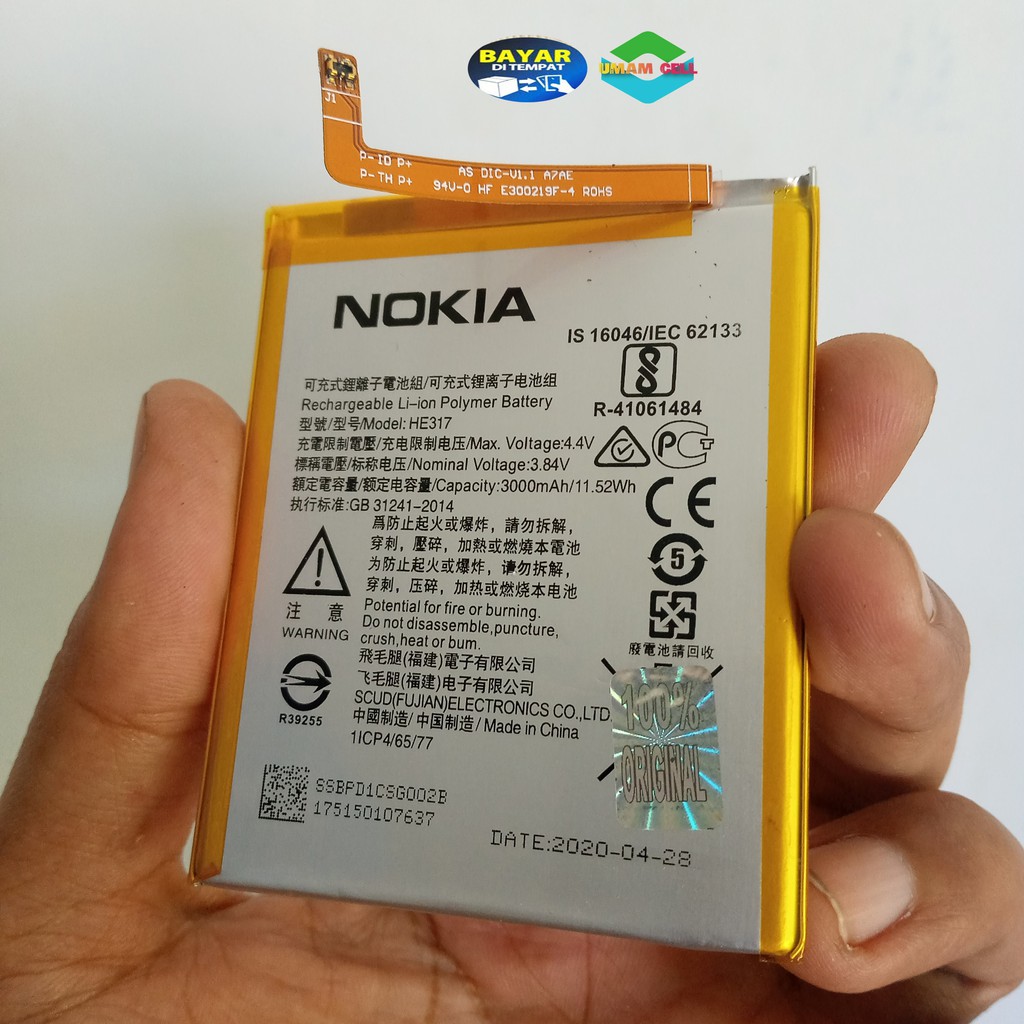 BAYAR
DI TEMPAT
UMAM CELL
J1
P- ID P+
P- TH P+
AS DIC-V1.1 A7AE
94V-0 HF E300219F-4 ROHS
NOKIA
IS 16046/IEC 62133
R-41061484
可充式鋰離子電池組/可充式锂离子电池组
Rechargeable Li-ion Polymer Battery
型號/型号/Model: HE317
充電限制電壓/充电限制电压/Max. Voltage:4.4V
標稱電壓/标称电压/Nominal Voltage:3.84V
額定電容量/额定电容量/Capacity:3000mAh/11.52Wh
执行标准:GB 31241-2014
CE
5
爲防止起火或爆炸，請勿拆解，
穿刺，壓碎，加熱或燃燒本電池
为防止起火或爆炸，请勿拆解，
穿刺，压碎，加热或燃烧本电池
注 意
WARNING
Potential for fire or burning.
Do not disassemble,puncture,
crush,heat or burn.
廢電池請回收
飛毛腿(福建)電子有限公司
飞毛腿(福建)电子有限公司
SCUD(FUJIAN)ELECTRONICS CO.,LTD
中國制造/ 中国制造/ Made in China
1ICP4/65/77
R39255
100%
ORIGINAL
SSBPD1CSG002B
175150107637
DATE:2020-04-28